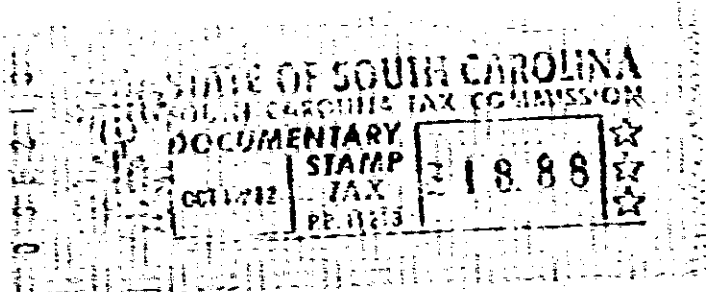 STATE OF SOUTH CAROLINA
SOUTH CAROLINA TAX COMMISSION
DOCUMENTARY
STAMP
TAX
18.88